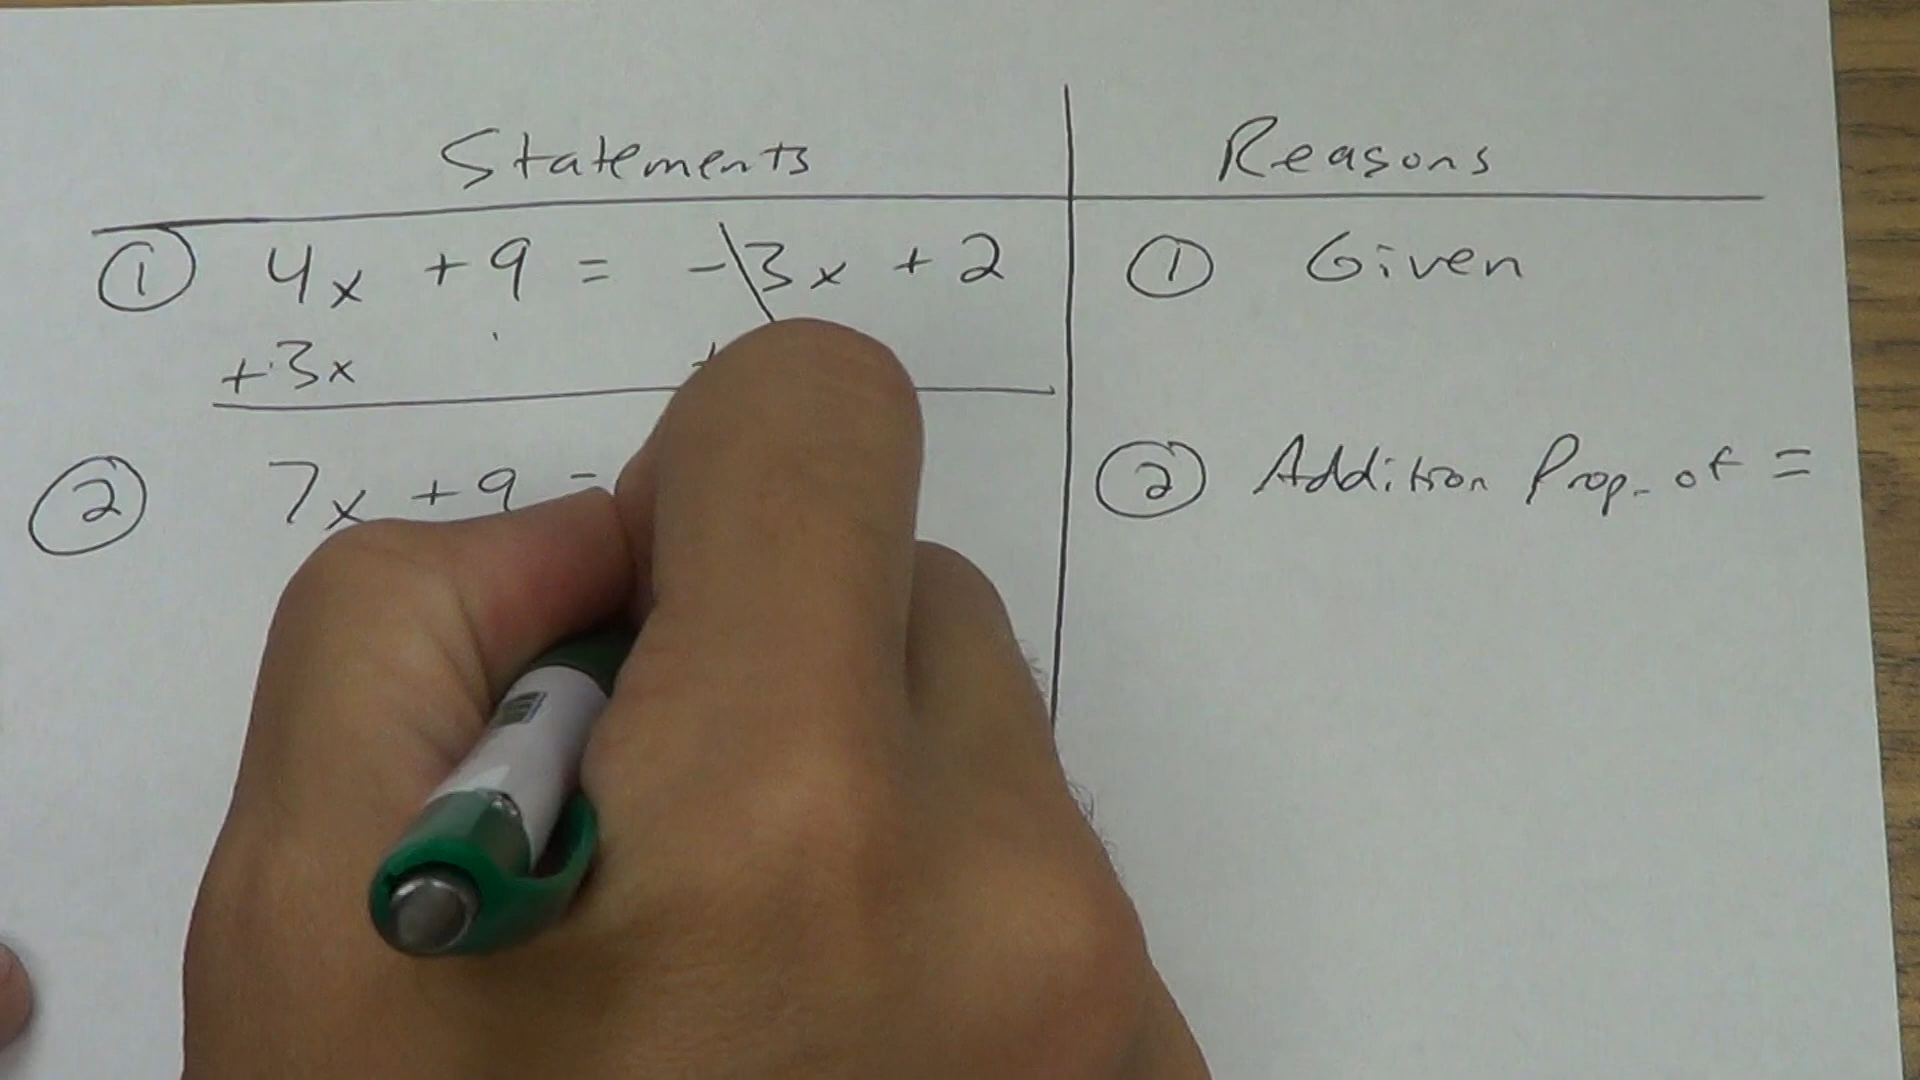 Statements Reasons
① 4x + 9 = -3x + 2 ① Given
+3x +
② 7x + 9 = ② Addition Prop. of =